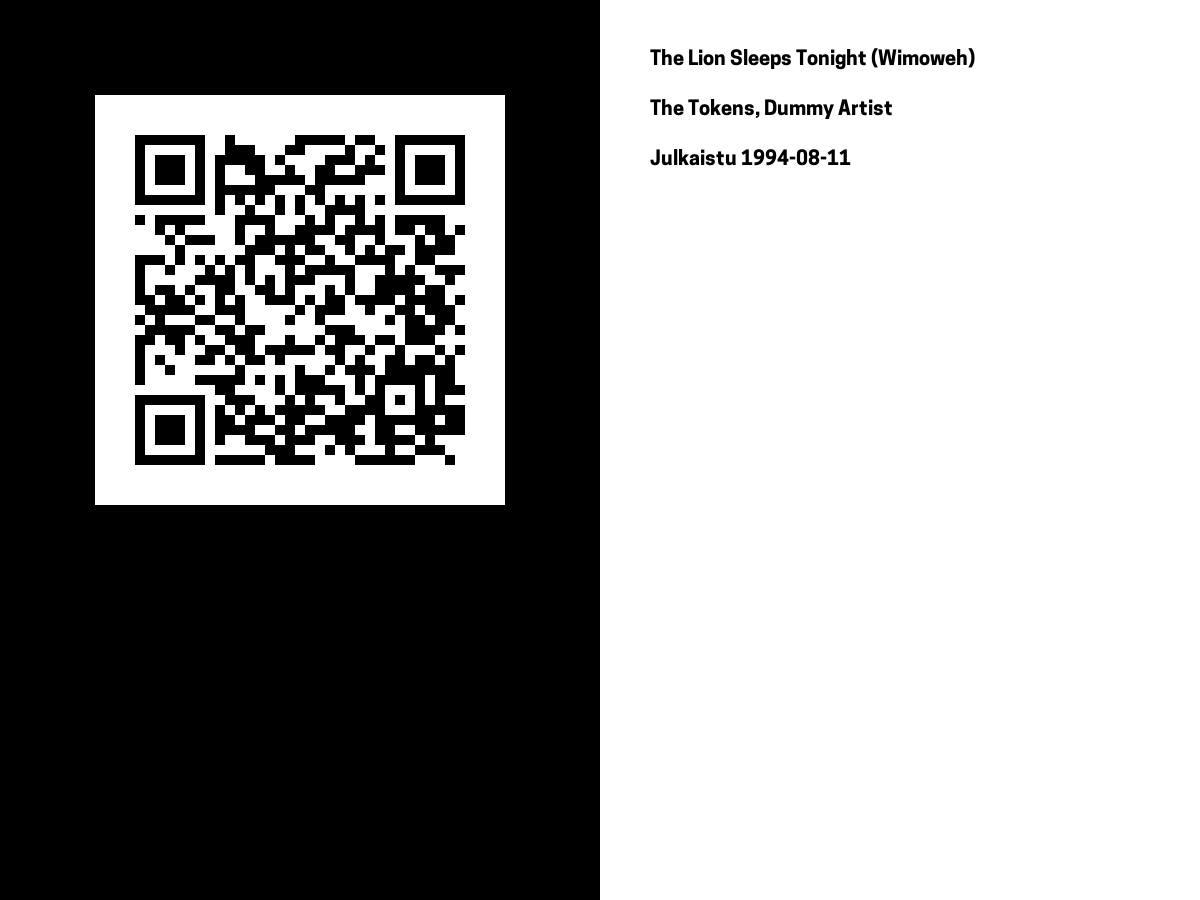 The Lion Sleeps Tonight (Wimoweh)
The Tokens, Dummy Artist
Julkaistu 1994-08-11